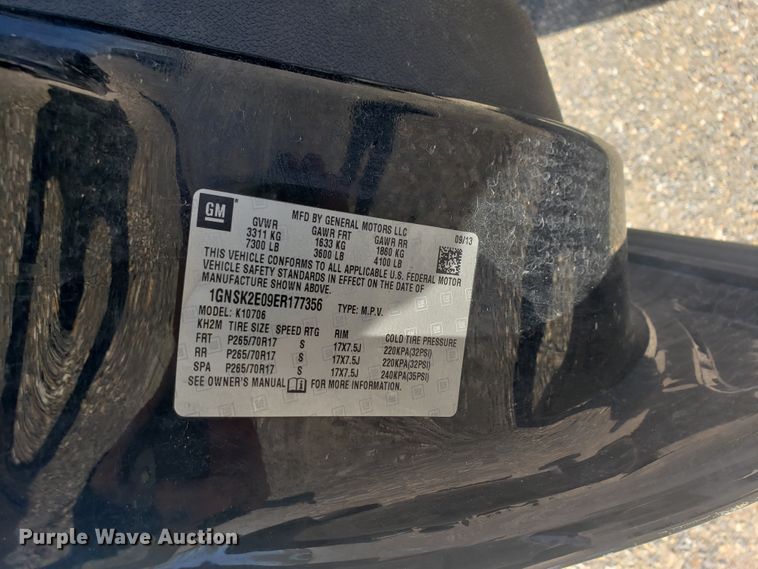 GM
MFD BY GENERAL MOTORS LLC
GVWR GAWR FRT GAWR RR 09/13
3311 KG 1633 KG 1860 KG
7300 LB 3600 LB 4100 LB
THIS VEHICLE CONFORMS TO ALL APPLICABLE U.S. FEDERAL MOTOR
VEHICLE SAFETY STANDARDS IN EFFECT ON THE DATE OF
MANUFACTURE SHOWN ABOVE.
1GNSK2E09ER177356 TYPE: M.P.V.
MODEL: K10706
KH2M TIRE SIZE SPEED RTG RIM COLD TIRE PRESSURE
FRT P265/70R17 S 17X7.5J 220KPA(32PSI)
RR P265/70R17 S 17X7.5J 220KPA(32PSI)
SPA P265/70R17 S 17X7.5J 240KPA(35PSI)
SEE OWNER'S MANUAL FOR MORE INFORMATION.
Purple Wave Auction